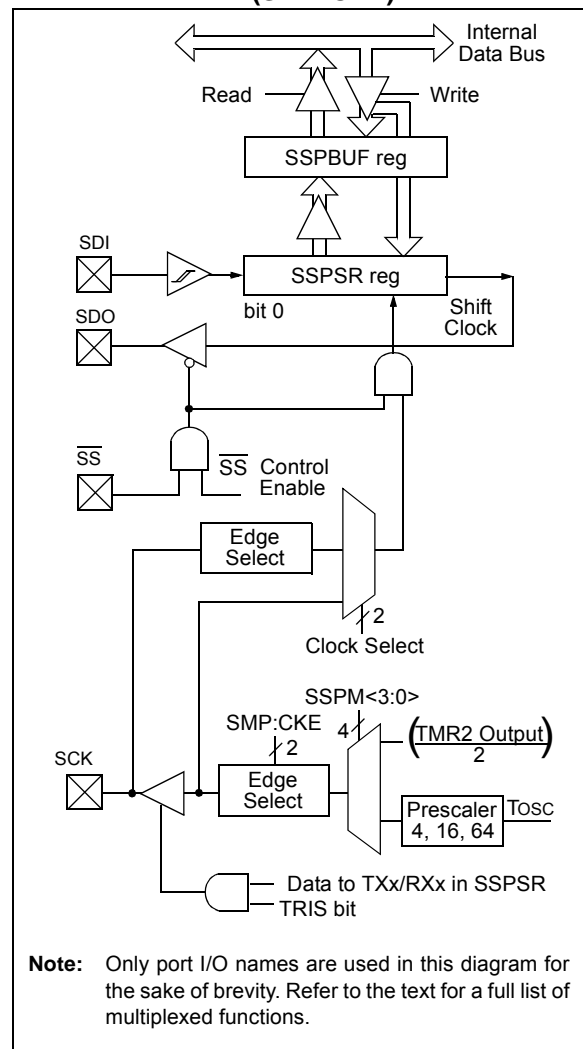 Internal
Data Bus
Read
Write
SSPBUF reg
SDI
SSPSR reg
bit 0
Shift
Clock
SDO
SS
SS Control
Enable
Edge
Select
2
Clock Select
SSPM<3:0>
SMP:CKE
4
(TMR2 Output)
2
2
SCK
Edge
Select
Prescaler
4, 16, 64
TOSC
Data to TXx/RXx in SSPSR
TRIS bit
Note: Only port I/O names are used in this diagram for
the sake of brevity. Refer to the text for a full list of
multiplexed functions.